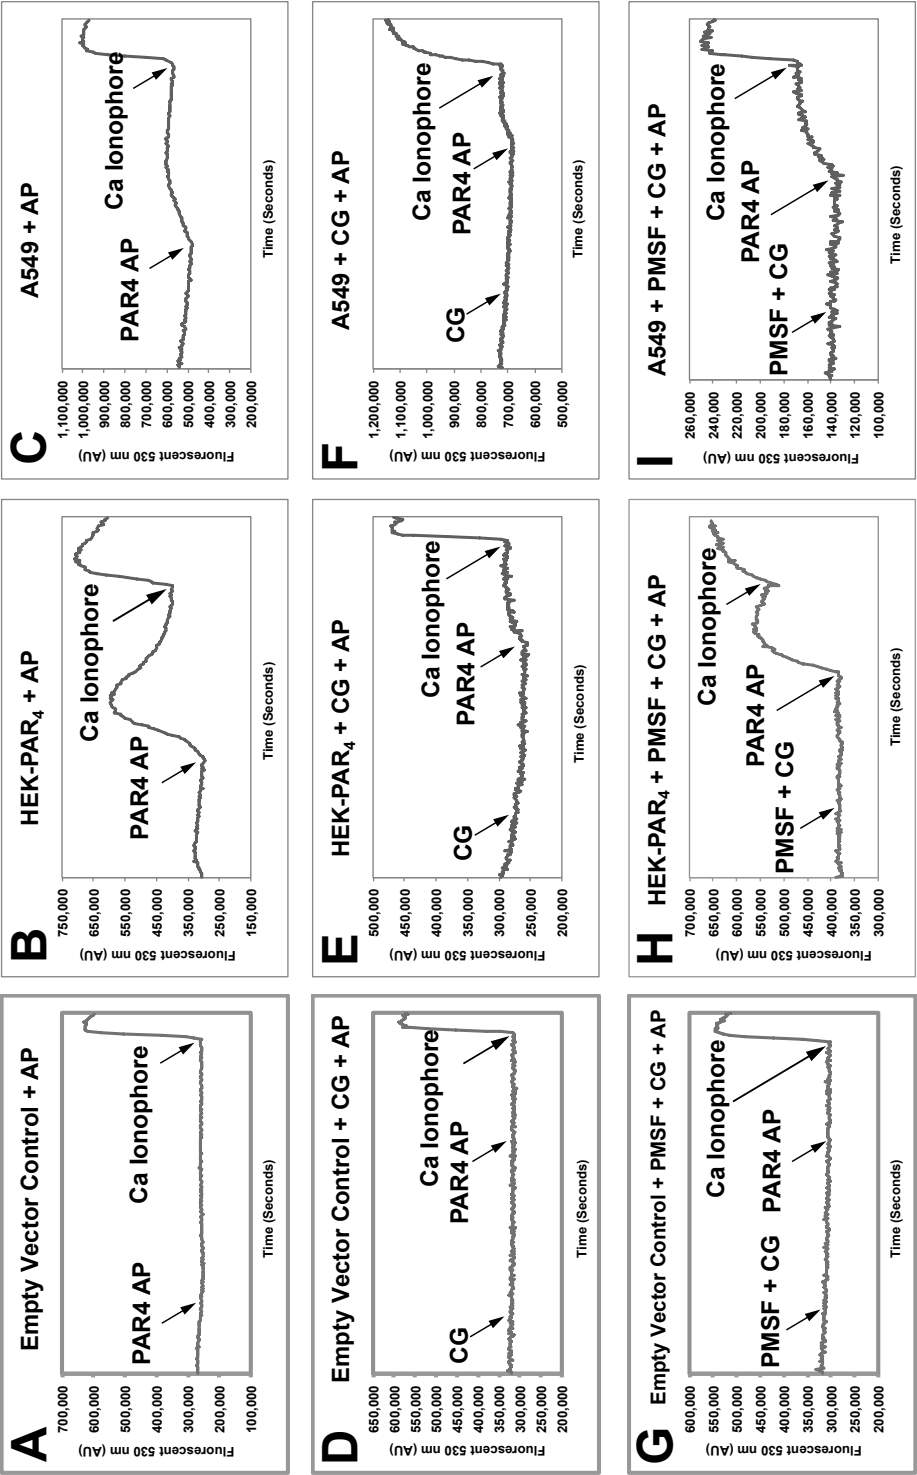 A
Empty Vector Control + AP
Fluorescent 530 nm (AU)
700,000
600,000
500,000
400,000
300,000
200,000
100,000
PAR4 AP
Ca Ionophore
Time (Seconds)
B
HEK-PAR4 + AP
Fluorescent 530 nm (AU)
750,000
650,000
550,000
450,000
350,000
250,000
150,000
PAR4 AP
Ca Ionophore
Time (Seconds)
C
A549 + AP
Fluorescent 530 nm (AU)
1,100,000
1,000,000
900,000
800,000
700,000
600,000
500,000
400,000
300,000
200,000
PAR4 AP
Ca Ionophore
Time (Seconds)
D
Empty Vector Control + CG + AP
Fluorescent 530 nm (AU)
650,000
600,000
550,000
500,000
450,000
400,000
350,000
300,000
250,000
200,000
CG
Ca Ionophore
PAR4 AP
Time (Seconds)
E
HEK-PAR4 + CG + AP
Fluorescent 530 nm (AU)
500,000
450,000
400,000
350,000
300,000
250,000
200,000
CG
Ca Ionophore
PAR4 AP
Time (Seconds)
F
A549 + CG + AP
Fluorescent 530 nm (AU)
1,200,000
1,100,000
1,000,000
900,000
800,000
700,000
600,000
500,000
CG
Ca Ionophore
PAR4 AP
Time (Seconds)
G
Empty Vector Control + PMSF + CG + AP
Fluorescent 530 nm (AU)
600,000
550,000
500,000
450,000
400,000
350,000
300,000
250,000
200,000
Ca Ionophore
PMSF + CG
PAR4 AP
Time (Seconds)
H
HEK-PAR4 + PMSF + CG + AP
Fluorescent 530 nm (AU)
700,000
650,000
600,000
550,000
500,000
450,000
400,000
350,000
300,000
Ca Ionophore
PAR4 AP
PMSF + CG
Time (Seconds)
I
A549 + PMSF + CG + AP
Fluorescent 530 nm (AU)
260,000
240,000
220,000
200,000
180,000
160,000
140,000
120,000
100,000
Ca Ionophore
PAR4 AP
PMSF + CG
Time (Seconds)